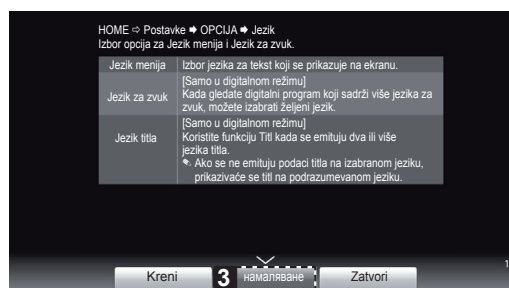 HOME ⇨ Postavke ➡ OPCIJA ➡ Jezik
Izbor opcija za Jezik menija i Jezik za zvuk.
Jezik menija
Izbor jezika za tekst koji se prikazuje na ekranu.
Jezik za zvuk
[Samo u digitalnom režimu]
Kada gledate digitalni program koji sadrži više jezika za
zvuk, možete izabrati željeni jezik.
Jezik titla
[Samo u digitalnom režimu]
Koristite funkciju Titl kada se emituju dva ili više
jezika titla.
✎ Ako se ne emituju podaci titla na izabranom jeziku,
prikazivaće se titl na podrazumevanom jeziku.
1
Kreni
3
намаляване
Zatvori